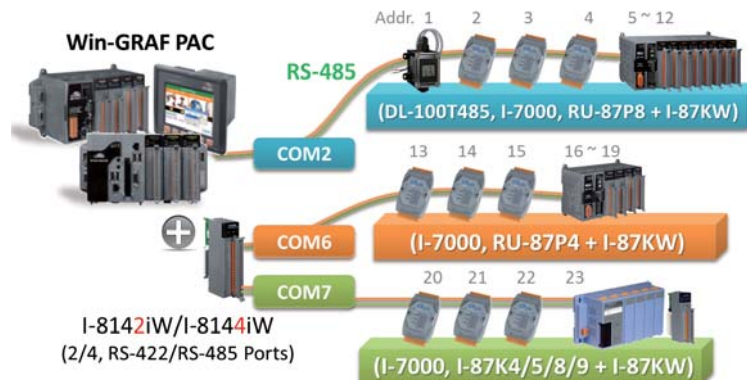 Win-GRAF PAC
RS-485
Addr. 1 2 3 4 5 ~ 12
(DL-100T485, I-7000, RU-87P8 + I-87KW)
COM2
13 14 15 16 ~ 19
COM6
(I-7000, RU-87P4 + I-87KW)
COM7
20 21 22 23
I-8142iW/I-8144iW
(2/4, RS-422/RS-485 Ports)
(I-7000, I-87K4/5/8/9 + I-87KW)